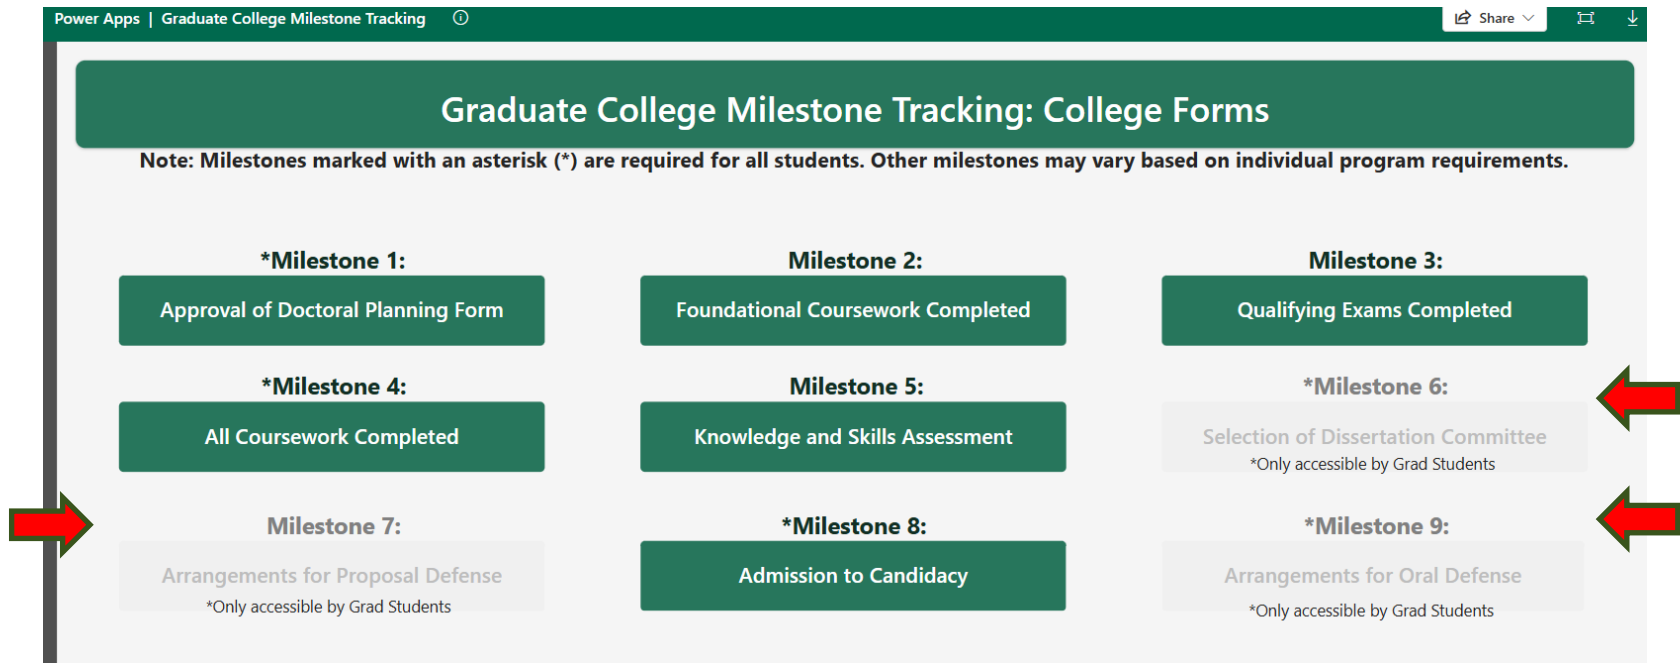 Power Apps | Graduate College Milestone Tracking
Share
Graduate College Milestone Tracking: College Forms
Note: Milestones marked with an asterisk (*) are required for all students. Other milestones may vary based on individual program requirements.
*Milestone 1:
Approval of Doctoral Planning Form
Milestone 2:
Foundational Coursework Completed
Milestone 3:
Qualifying Exams Completed
*Milestone 4:
All Coursework Completed
Milestone 5:
Knowledge and Skills Assessment
*Milestone 6:
Selection of Dissertation Committee
*Only accessible by Grad Students
Milestone 7:
Arrangements for Proposal Defense
*Only accessible by Grad Students
*Milestone 8:
Admission to Candidacy
*Milestone 9:
Arrangements for Oral Defense
*Only accessible by Grad Students